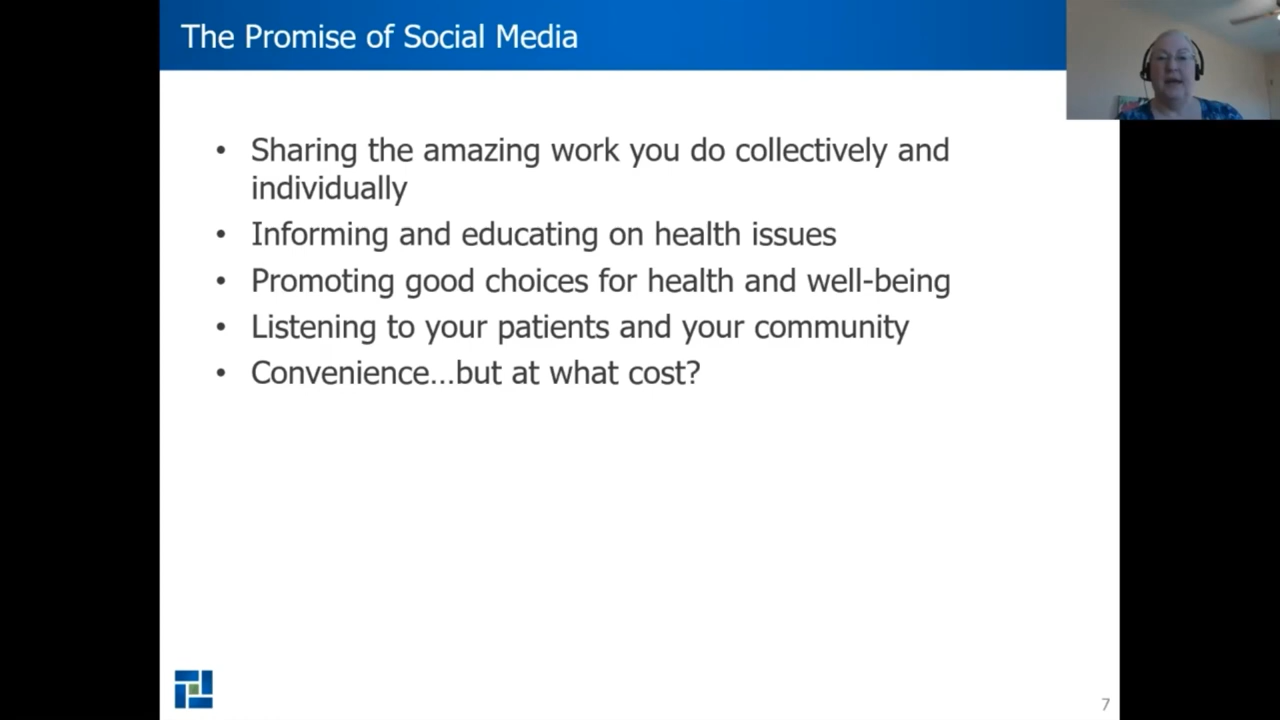 The Promise of Social Media
• Sharing the amazing work you do collectively and
individually
• Informing and educating on health issues
• Promoting good choices for health and well-being
• Listening to your patients and your community
• Convenience...but at what cost?
7